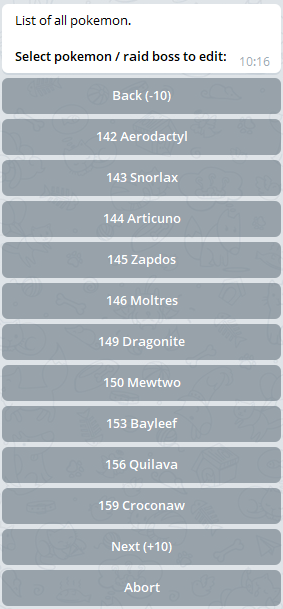 List of all pokemon.
Select pokemon / raid boss to edit:
10:16
Back (-10)
142 Aerodactyl
143 Snorlax
144 Articuno
145 Zapdos
146 Moltres
149 Dragonite
150 Mewtwo
153 Bayleef
156 Quilava
159 Croconaw
Next (+10)
Abort